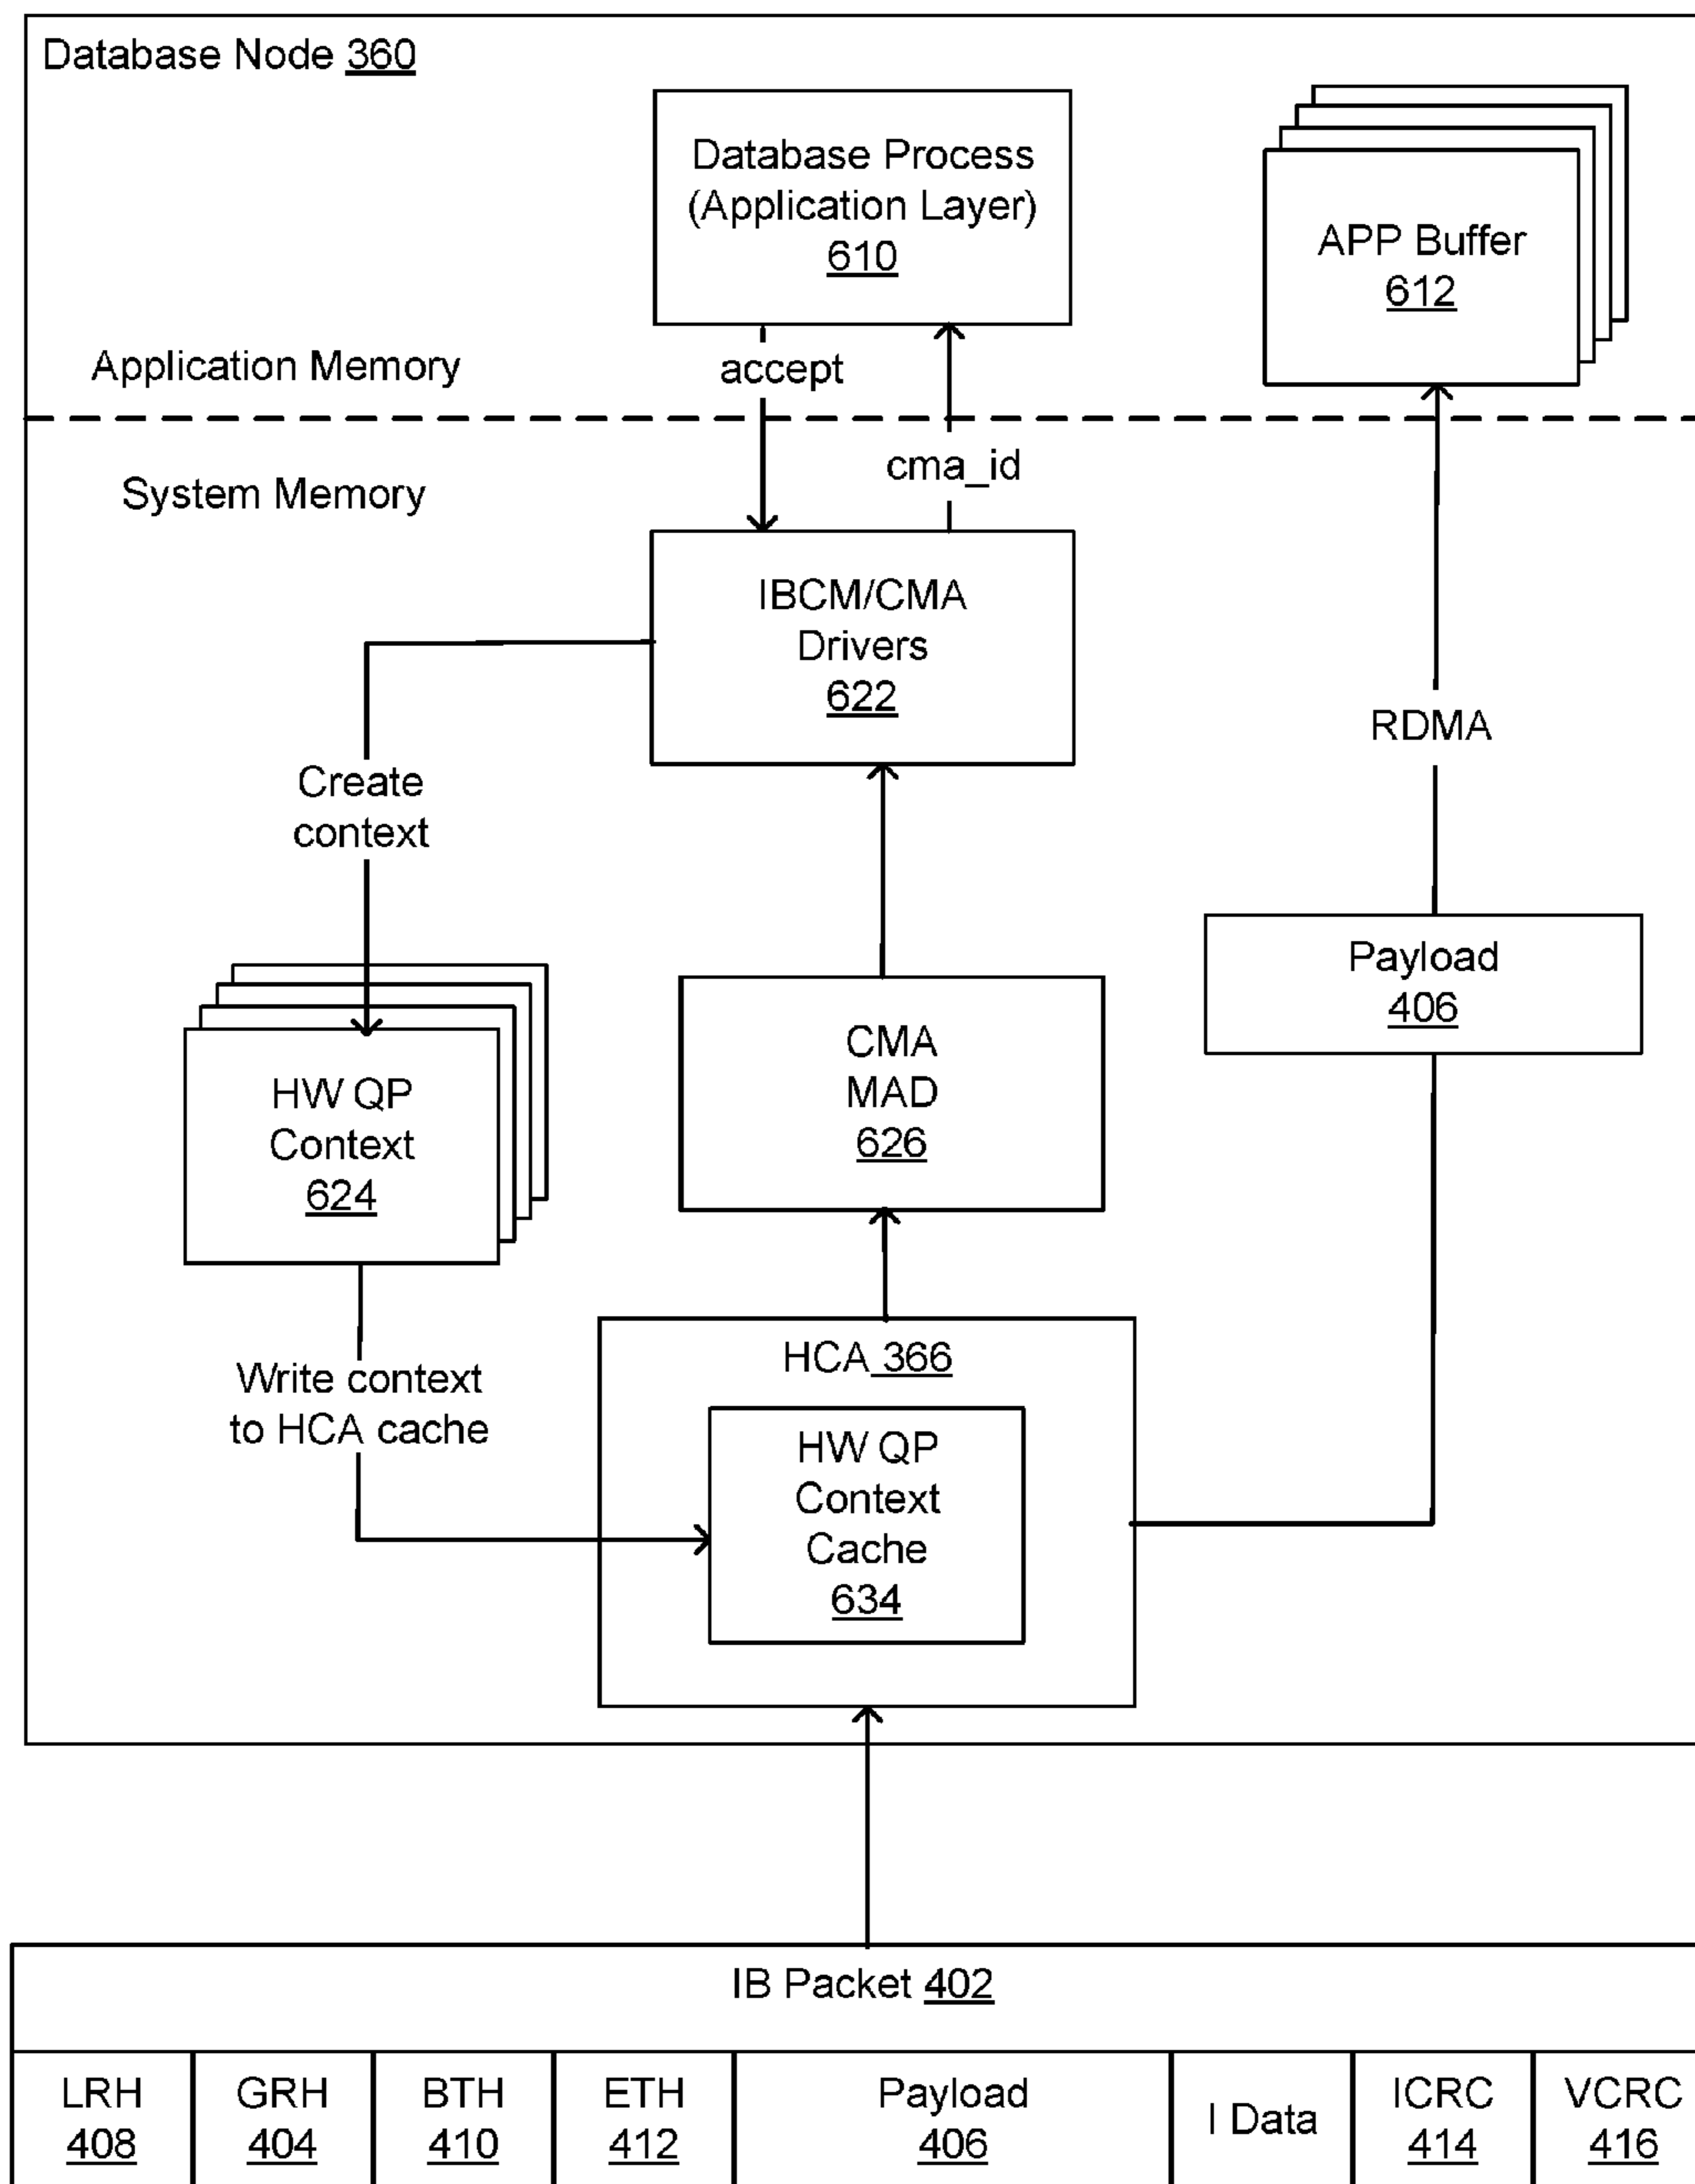 Database Node 360
Database Process
(Application Layer)
610
APP Buffer
612
Application Memory
accept
cma_id
System Memory
IBCM/CMA
Drivers
622
RDMA
Create
context
Payload
406
HW QP
Context
624
CMA
MAD
626
Write context
to HCA cache
HCA 366
HW QP
Context
Cache
634
IB Packet 402
LRH
408
GRH
404
BTH
410
ETH
412
Payload
406
I Data
ICRC
414
VCRC
416